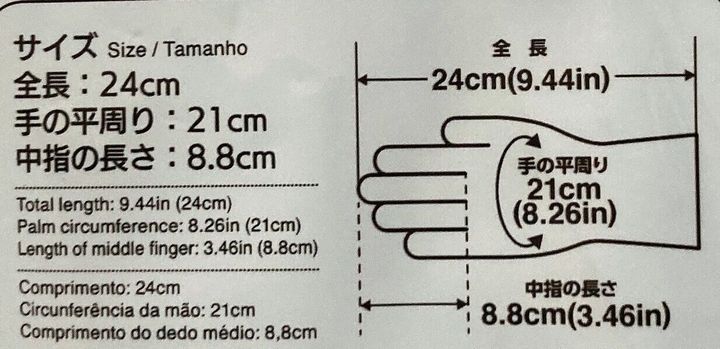 サイズ Size / Tamanho
全長：24cm
手の平周り：21cm
中指の長さ：8.8cm
Total length: 9.44in (24cm)
Palm circumference: 8.26in (21cm)
Length of middle finger: 3.46in (8.8cm)
Comprimento: 24cm
Circunferência da mão: 21cm
Comprimento do dedo médio: 8,8cm
全 長
24cm(9.44in)
手の平周り
21cm
(8.26in)
中指の長さ
8.8cm(3.46in)